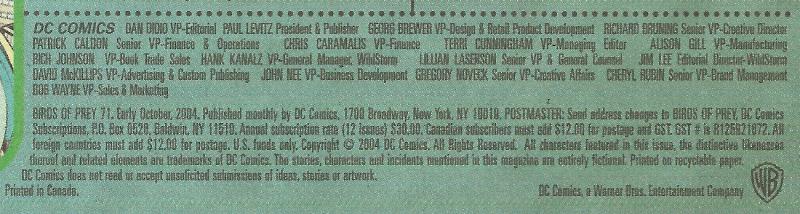 DC COMICS DAN DIDIO VP-Editorial PAUL LEVITZ President & Publisher GEORG BREWER VP-Design & Retail Product Development RICHARD BRUNING Senior VP-Creative Director
PATRICK CALDON Senior VP-Finance & Operations CHRIS CARAMALIS VP-Finance TERRI CUNNINGHAM VP-Managing Editor ALISON GILL VP-Manufacturing
RICH JOHNSON VP-Book Trade Sales HANK KANALZ VP-General Manager, WildStorm LILLIAN LASERSON Senior VP & General Counsel JIM LEE Editorial Director-WildStorm
DAVID McKILLIPS VP-Advertising & Custom Publishing JOHN NEE VP-Business Development GREGORY NOVECK Senior VP-Creative Affairs CHERYL RUBIN Senior VP-Brand Management
BOB WAYNE VP-Sales & Marketing
BIRDS OF PREY 71. Early October, 2004. Published monthly by DC Comics, 1700 Broadway, New York, NY 10019. POSTMASTER: Send address changes to BIRDS OF PREY, DC Comics
Subscriptions, P.O. Box 0528, Baldwin, NY 11510. Annual subscription rate (12 issues) $30.00. Canadian subscribers must add $12.00 for postage and GST. GST # is R125921072. All
foreign countries must add $12.00 for postage. U.S. funds only. Copyright © 2004 DC Comics. All Rights Reserved. All characters featured in this issue, the distinctive likenesses
thereof and related elements are trademarks of DC Comics. The stories, characters and incidents mentioned in this magazine are entirely fictional. Printed on recyclable paper.
DC Comics does not read or accept unsolicited submissions of ideas, stories or artwork.
Printed in Canada. DC Comics, a Warner Bros. Entertainment Company WB